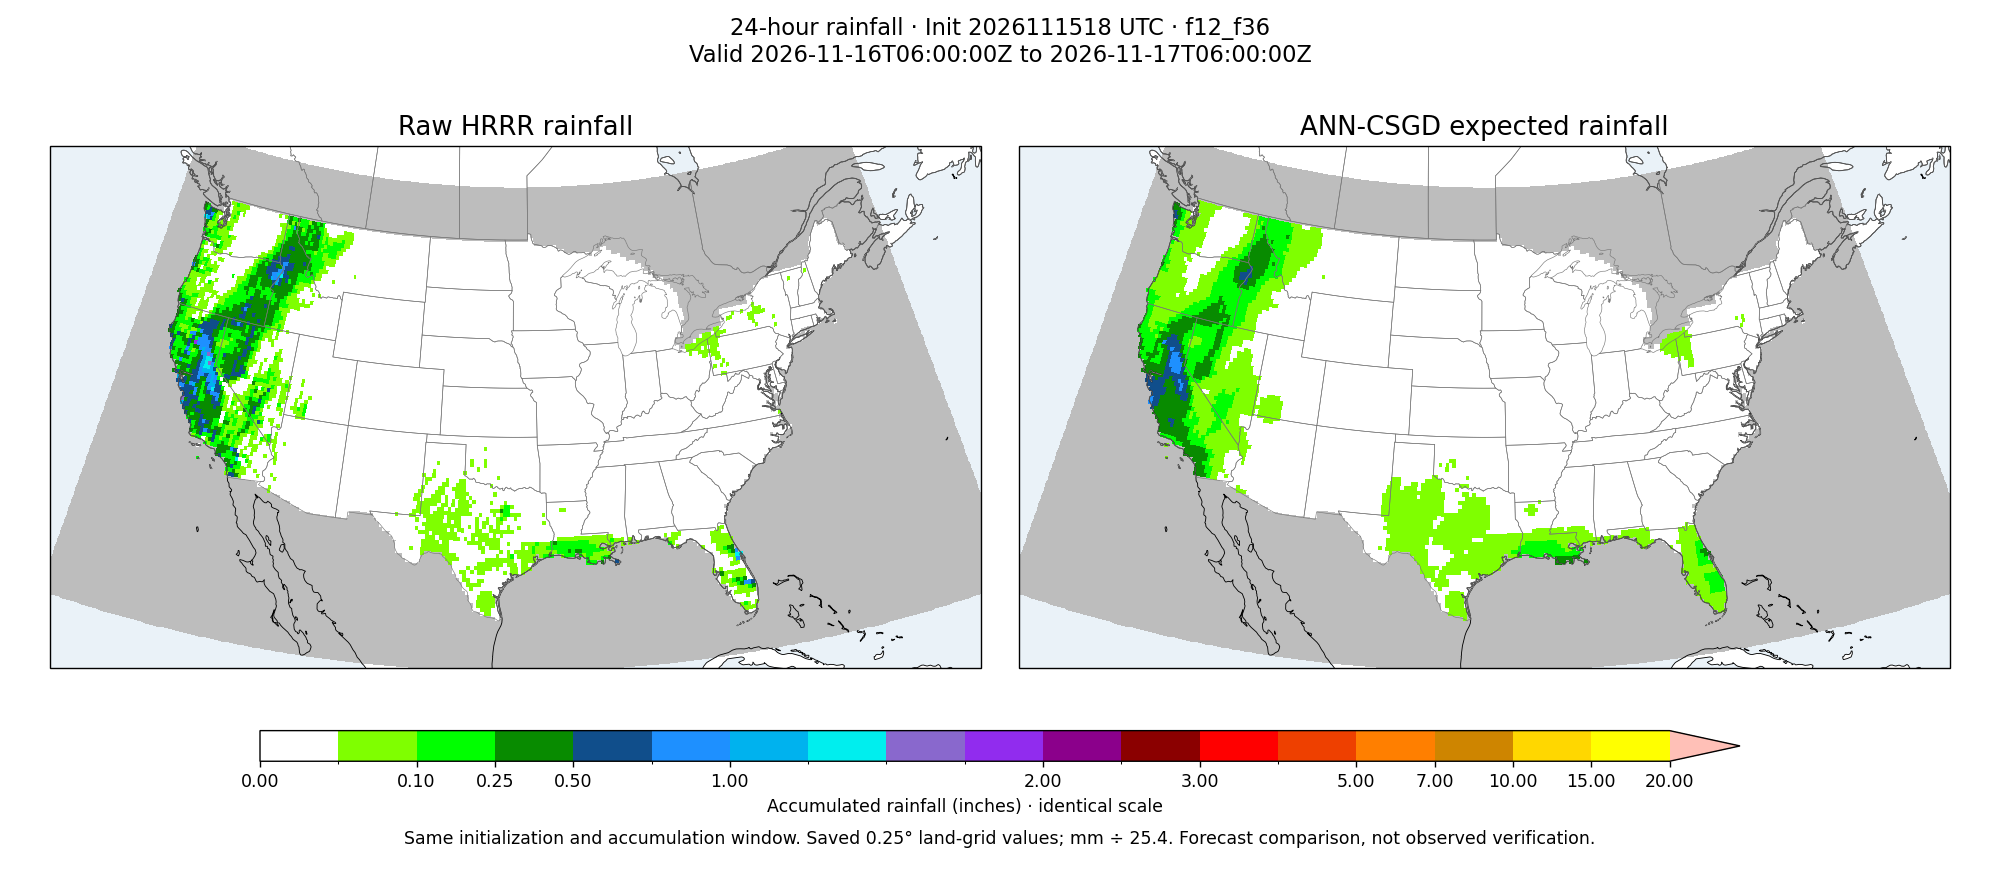 24-hour rainfall · Init 2026111518 UTC · f12_f36
Valid 2026-11-16T06:00:00Z to 2026-11-17T06:00:00Z
Raw HRRR rainfall
ANN-CSGD expected rainfall
0.00 0.10 0.25 0.50 1.00 2.00 3.00 5.00 7.00 10.00 15.00 20.00
Accumulated rainfall (inches) · identical scale
Same initialization and accumulation window. Saved 0.25° land-grid values; mm ÷ 25.4. Forecast comparison, not observed verification.